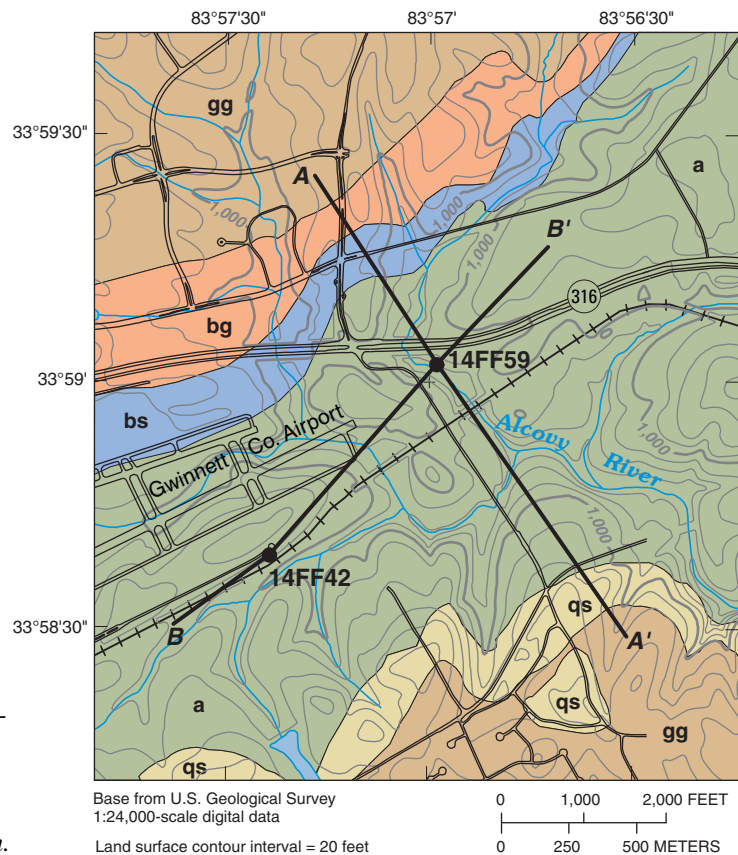 83°57'30" 83°57' 83°56'30"
gg
33°59'30"
a
A
1,000
1,000
B'
1,000
316
bg
14FF59
33°59'
1,000
bs
Gwinnett Co. Airport
Alcovy
River
1,000
14FF42
qs
33°58'30"
B
A'
qs
a
gg
qs
Base from U.S. Geological Survey
1:24,000-scale digital data
0 1,000 2,000 FEET
0 250 500 METERS
Land surface contour interval = 20 feet